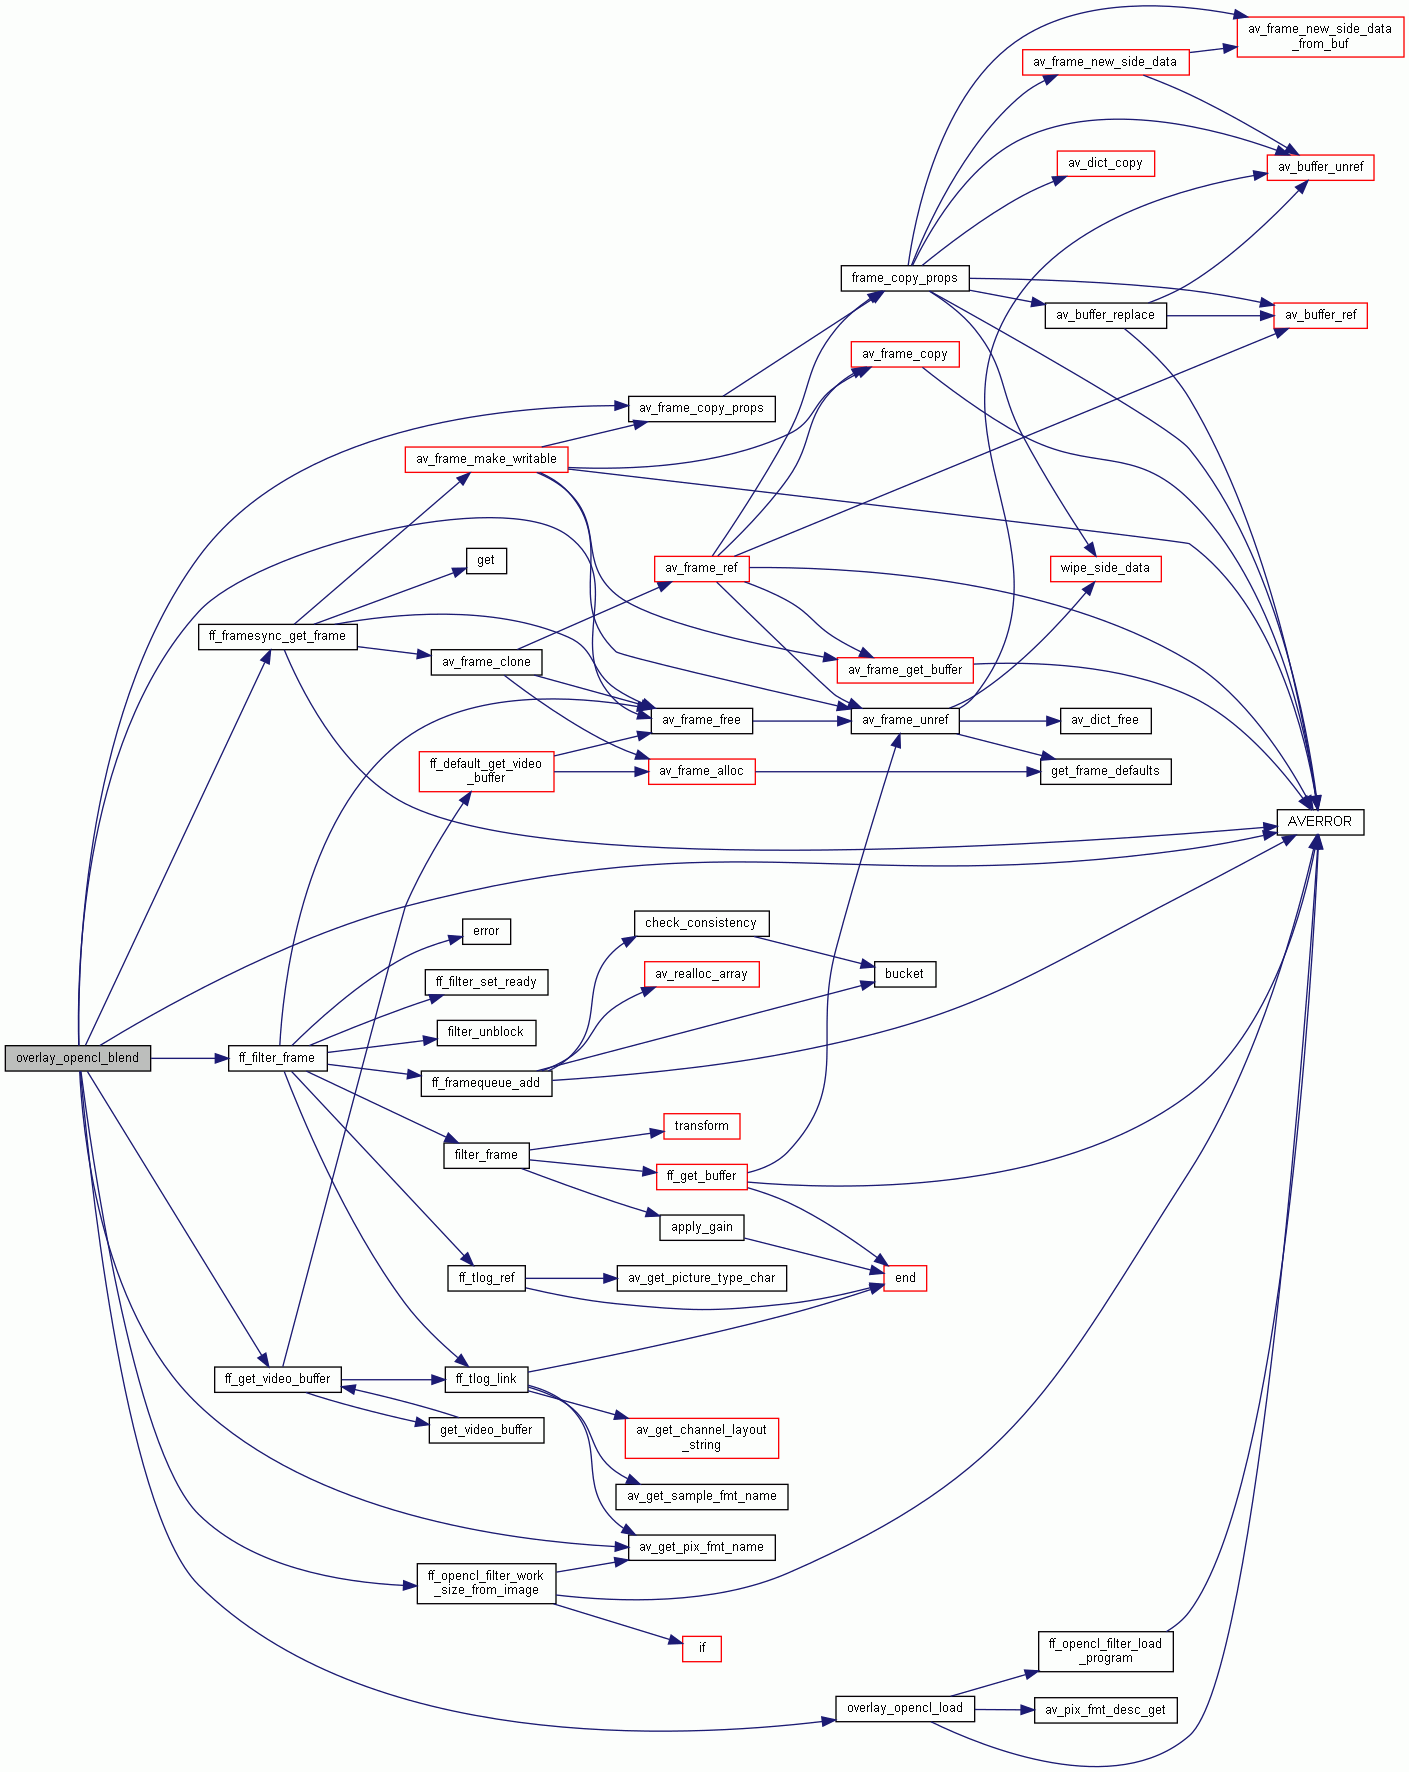 av_frame_new_side_data
_from_buf
av_frame_new_side_data
av_dict_copy
av_buffer_unref
frame_copy_props
av_buffer_replace
av_buffer_ref
av_frame_copy
av_frame_copy_props
av_frame_make_writable
get
av_frame_ref
wipe_side_data
ff_framesync_get_frame
av_frame_clone
av_frame_get_buffer
av_frame_free
av_frame_unref
av_dict_free
ff_default_get_video
_buffer
av_frame_alloc
get_frame_defaults
AVERROR
error
check_consistency
ff_filter_set_ready
av_realloc_array
bucket
filter_unblock
overlay_opencl_blend
ff_filter_frame
ff_framequeue_add
transform
filter_frame
ff_get_buffer
apply_gain
ff_tlog_ref
av_get_picture_type_char
end
ff_get_video_buffer
ff_tlog_link
get_video_buffer
av_get_channel_layout
_string
av_get_sample_fmt_name
av_get_pix_fmt_name
ff_opencl_filter_work
_size_from_image
if
ff_opencl_filter_load
_program
overlay_opencl_load
av_pix_fmt_desc_get